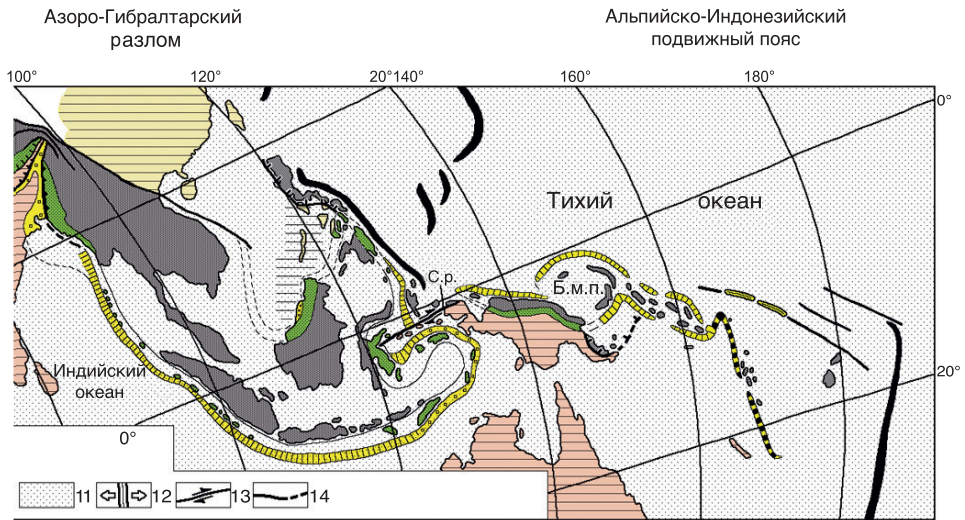 Азоро-Гибралтарский
разлом
Альпийско-Индонезийский
подвижный пояс
100°
120°
20°
140°
160°
180°
0°
Тихий океан
С.р.
Б.м.п.
Индийский
океан
20°
0°
11
12
13
14